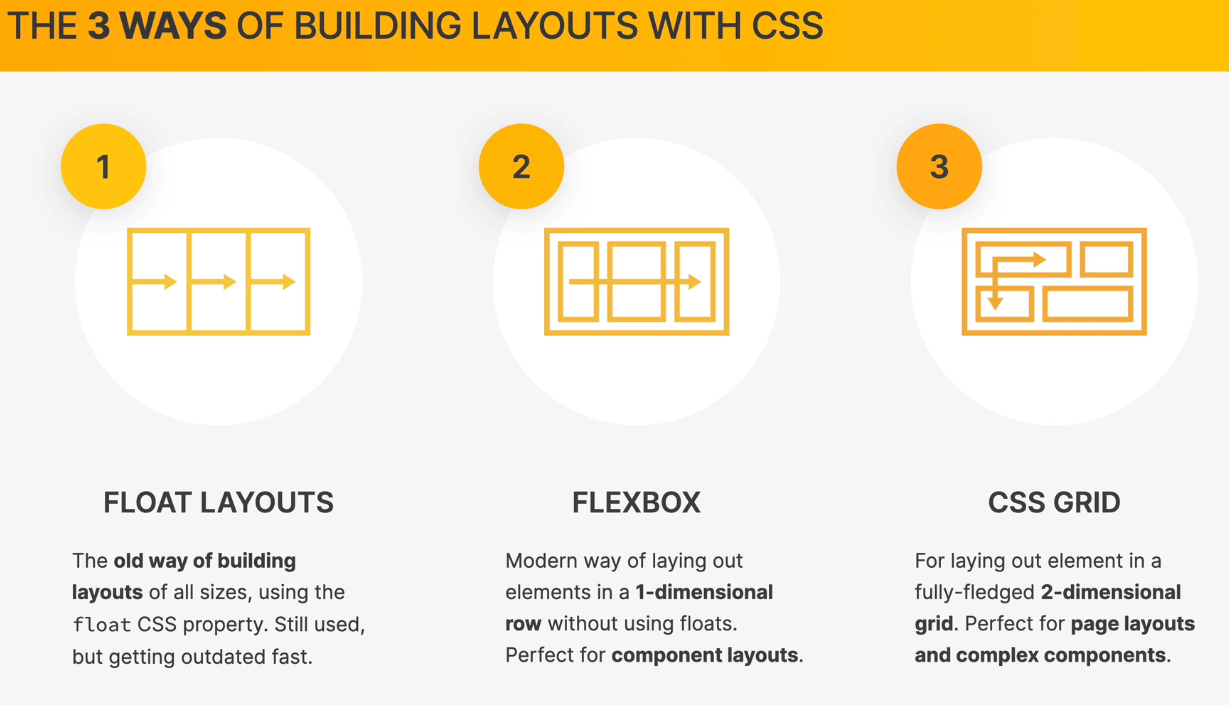 THE 3 WAYS OF BUILDING LAYOUTS WITH CSS
1
FLOAT LAYOUTS
The old way of building
layouts of all sizes, using the
float CSS property. Still used,
but getting outdated fast.
2
FLEXBOX
Modern way of laying out
elements in a 1-dimensional
row without using floats.
Perfect for component layouts.
3
CSS GRID
For laying out element in a
fully-fledged 2-dimensional
grid. Perfect for page layouts
and complex components.